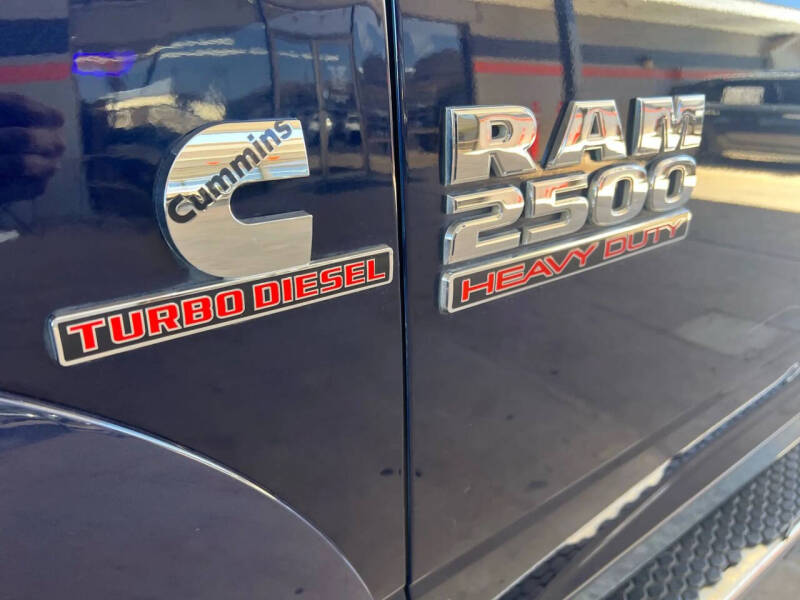 Cummins
TURBO DIESEL
RAM
2500
HEAVY DUTY